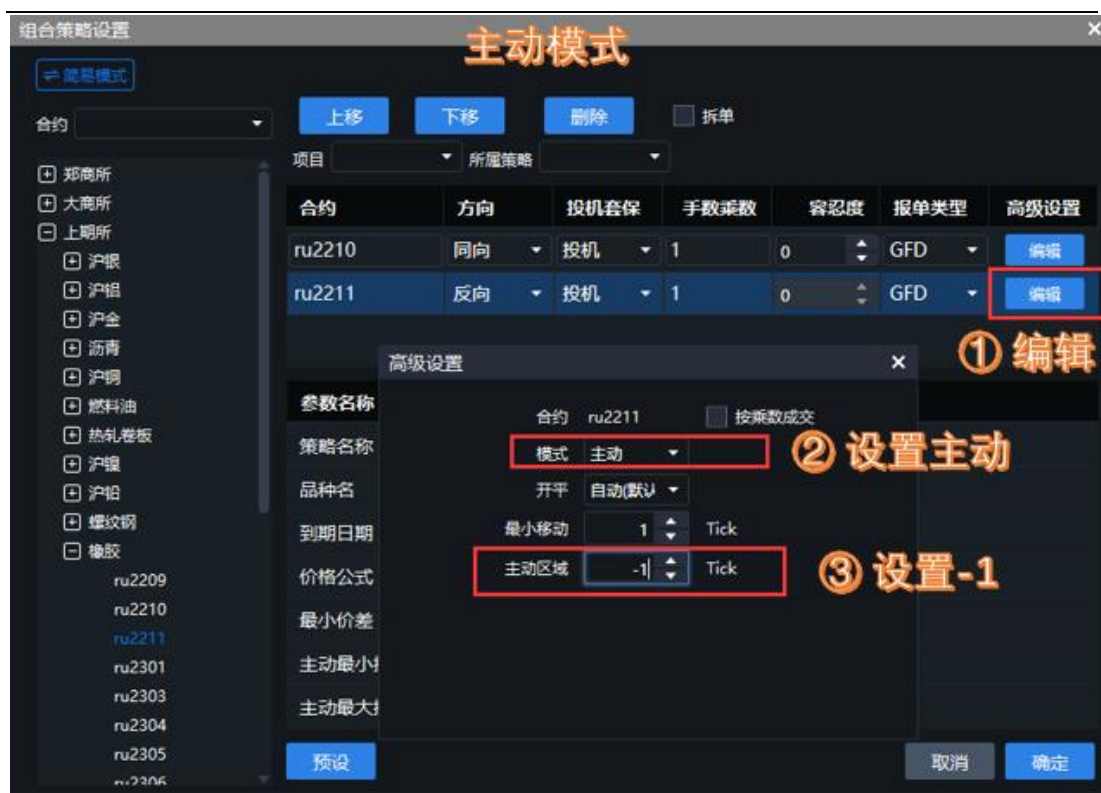 组合策略设置
主动模式
简易模式
合约
上移 下移 删除 拆单
项目 所属策略
郑商所
大商所
上期所
沪银
沪铝
沪金
沥青
沪铜
燃料油
热轧卷板
沪镍
沪铅
螺纹钢
橡胶
ru2209
ru2210
ru2211
ru2301
ru2303
ru2304
ru2305
ru2306
合约 方向 投机套保 手数乘数 容忍度 报单类型 高级设置
ru2210 同向 投机 1 0 GFD 编辑
ru2211 反向 投机 1 0 GFD 编辑
① 编辑
参数名称
策略名称
品种名
到期日期
价格公式
最小价差
主动最小
主动最大
高级设置
合约 ru2211 按乘数成交
模式 主动
② 设置主动
开平 自动(默认
最小移动 1 Tick
主动区域 -1 Tick
③ 设置-1
预设 取消 确定